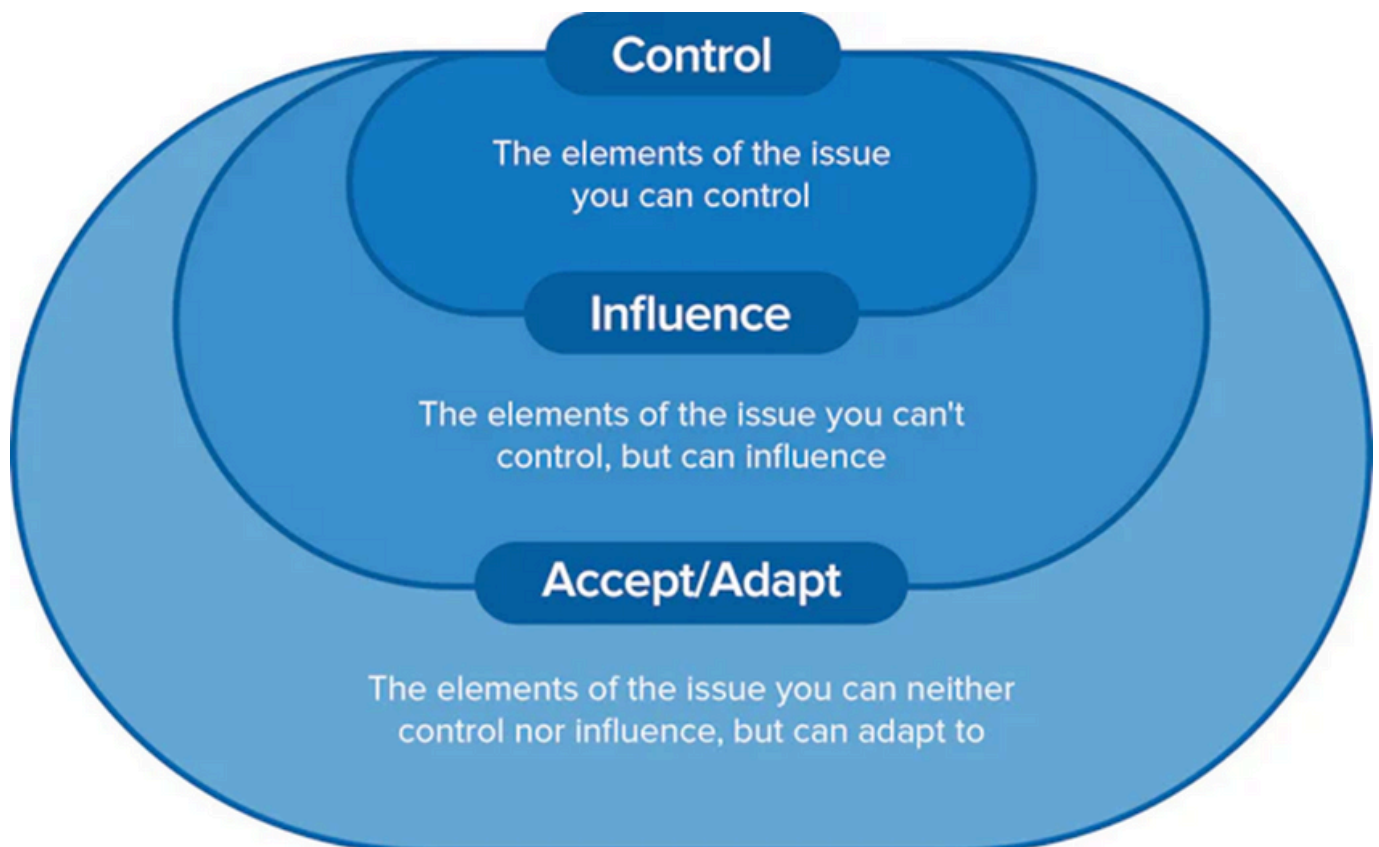 Control
The elements of the issue
you can control
Influence
The elements of the issue you can't
control, but can influence
Accept/Adapt
The elements of the issue you can neither
control nor influence, but can adapt to